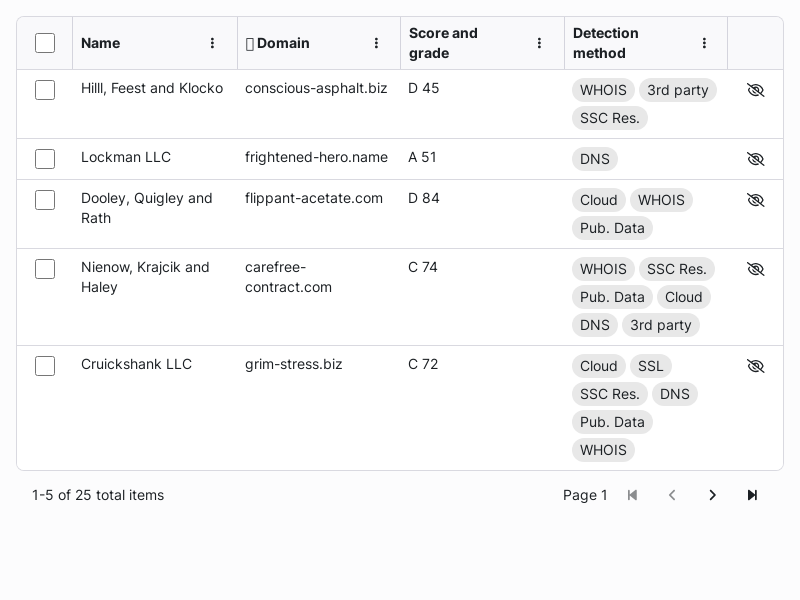 Name
Domain
Score and
grade
Detection
method
Hilll, Feest and Klocko
conscious-asphalt.biz
D 45
WHOIS 3rd party
SSC Res.
Lockman LLC
frightened-hero.name
A 51
DNS
Dooley, Quigley and
Rath
flippant-acetate.com
D 84
Cloud WHOIS
Pub. Data
Nienow, Krajcik and
Haley
carefree-
contract.com
C 74
WHOIS SSC Res.
Pub. Data Cloud
DNS 3rd party
Cruickshank LLC
grim-stress.biz
C 72
Cloud SSL
SSC Res. DNS
Pub. Data
WHOIS
1-5 of 25 total items
Page 1